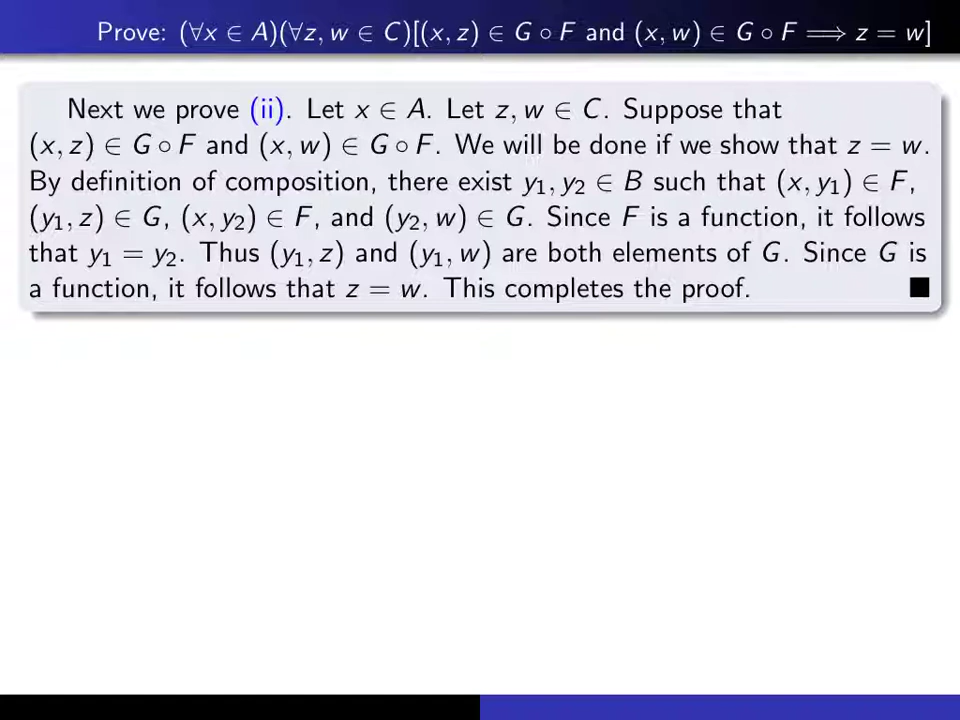 Prove: (∀x ∈ A)(∀z, w ∈ C)[(x, z) ∈ G ∘ F and (x, w) ∈ G ∘ F ⟹ z = w]
Next we prove (ii). Let x ∈ A. Let z, w ∈ C. Suppose that
(x, z) ∈ G ∘ F and (x, w) ∈ G ∘ F. We will be done if we show that z = w.
By definition of composition, there exist y₁, y₂ ∈ B such that (x, y₁) ∈ F,
(y₁, z) ∈ G, (x, y₂) ∈ F, and (y₂, w) ∈ G. Since F is a function, it follows
that y₁ = y₂. Thus (y₁, z) and (y₁, w) are both elements of G. Since G is
a function, it follows that z = w. This completes the proof. ■